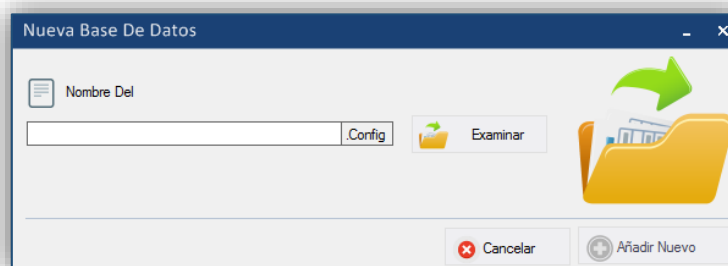 Nueva Base De Datos
Nombre Del
.Config
Examinar
Cancelar
Añadir Nuevo